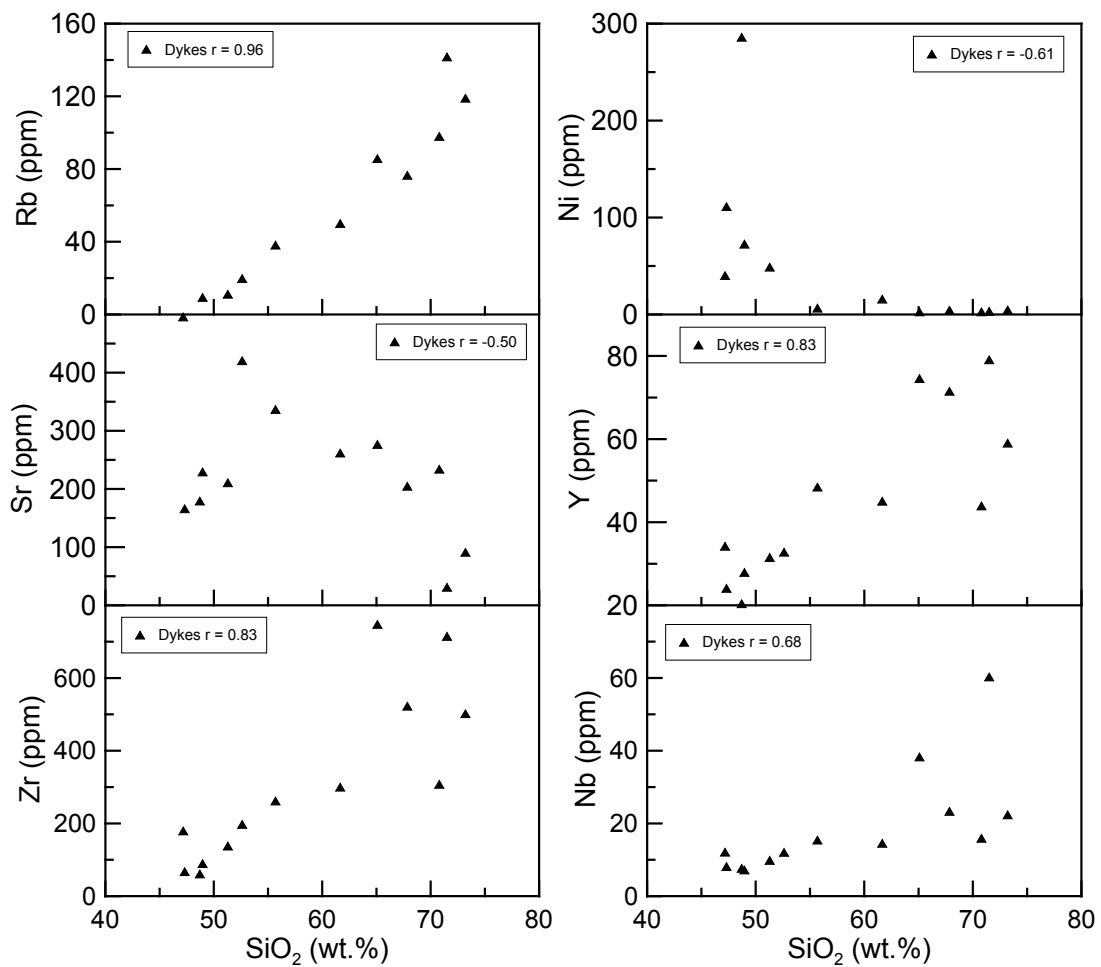 160
120
80
40
0
Rb (ppm)
Dykes r = 0.96
300
200
100
0
Ni (ppm)
Dykes r = -0.61
400
300
200
100
0
Sr (ppm)
Dykes r = -0.50
80
60
40
20
Y (ppm)
Dykes r = 0.83
600
400
200
0
Zr (ppm)
Dykes r = 0.83
40 50 60 70 80
SiO2 (wt.%)
60
40
20
0
Nb (ppm)
Dykes r = 0.68
40 50 60 70 80
SiO2 (wt.%)